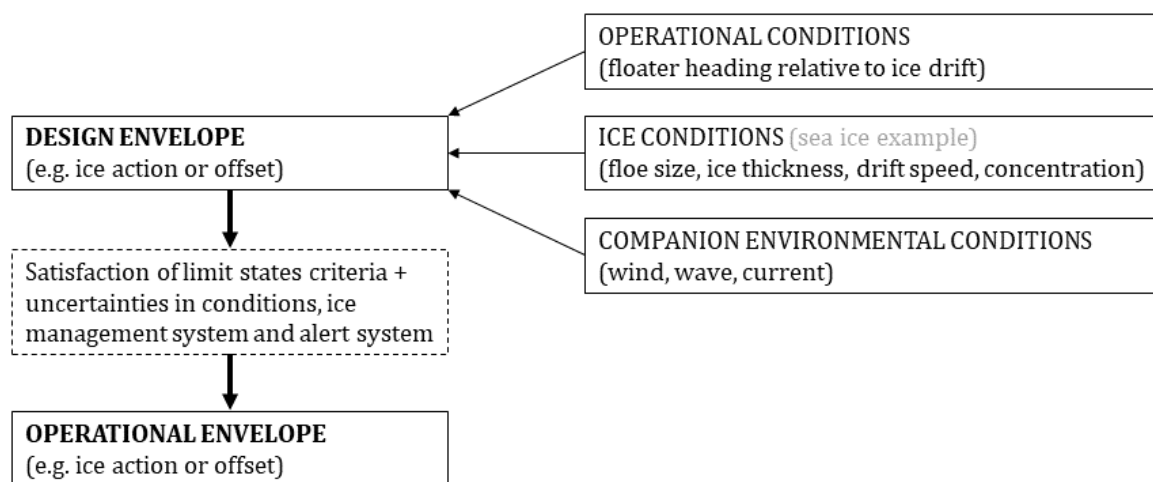 OPERATIONAL CONDITIONS
(floater heading relative to ice drift)
DESIGN ENVELOPE
(e.g. ice action or offset)
ICE CONDITIONS (sea ice example)
(floe size, ice thickness, drift speed, concentration)
COMPANION ENVIRONMENTAL CONDITIONS
(wind, wave, current)
Satisfaction of limit states criteria +
uncertainties in conditions, ice
management system and alert system
OPERATIONAL ENVELOPE
(e.g. ice action or offset)